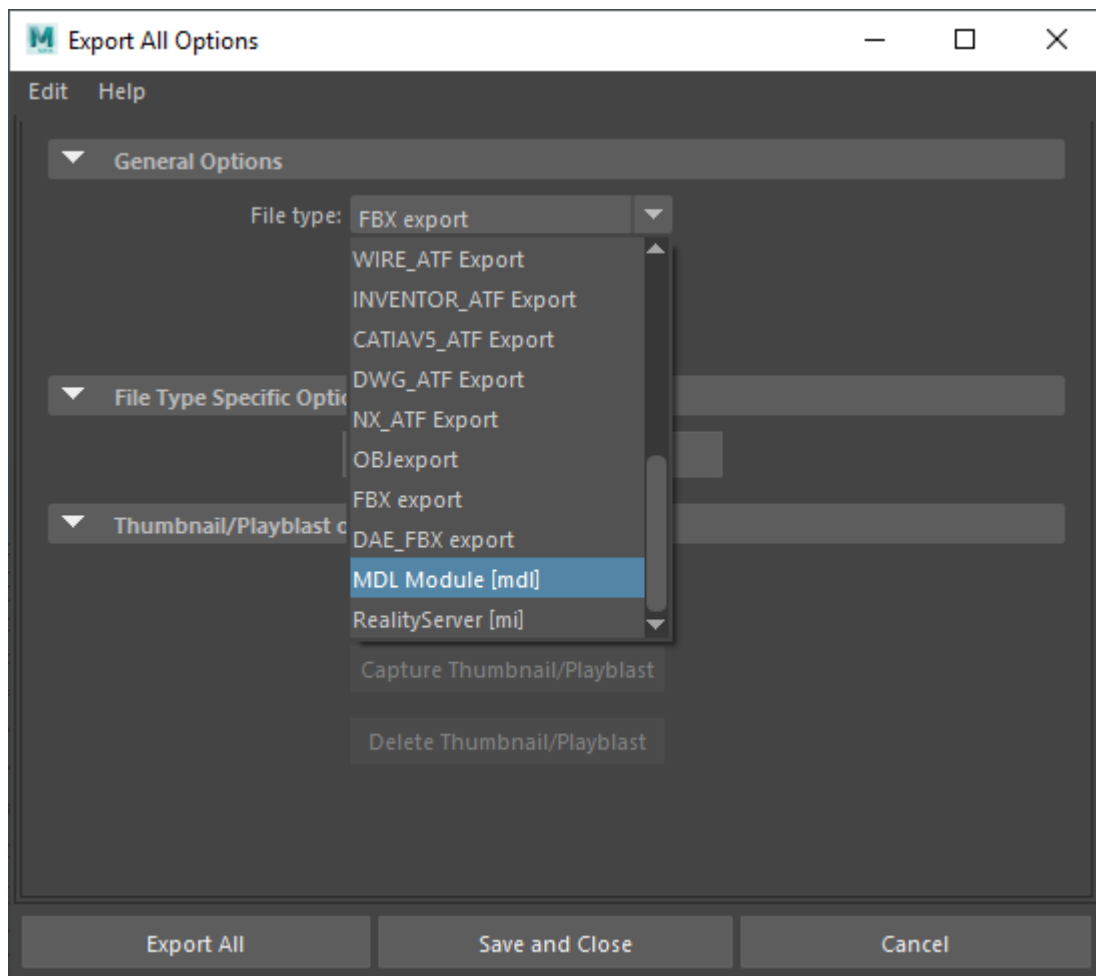 Export All Options
Edit Help
General Options
File type: FBX export
WIRE_ATF Export
INVENTOR_ATF Export
CATIAV5_ATF Export
DWG_ATF Export
File Type Specific
NX_ATF Export
OBJexport
FBX export
Thumbnail/Playblast
DAE_FBX export
MDL Module [mdl]
RealityServer [mi]
Capture Thumbnail/Playblast
Delete Thumbnail/Playblast
Export All Save and Close Cancel